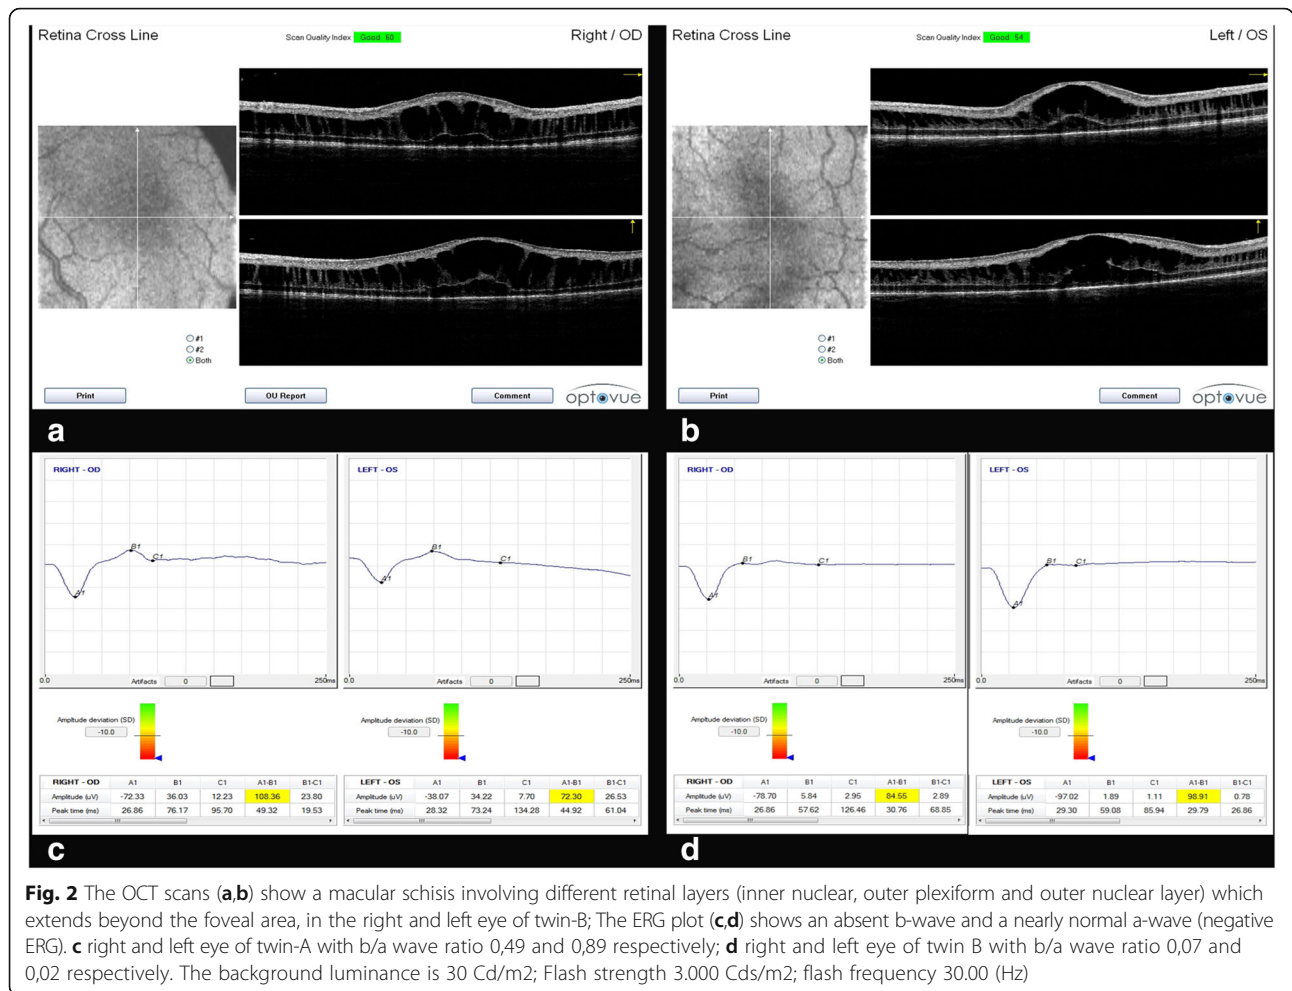 Retina Cross Line
Scan Quality Index Good 60
Right / OD
#1
#2
Both
Print
OU Report
Comment
optovue
a
Retina Cross Line
Scan Quality Index Good 54
Left / OS
#1
#2
Both
Print
Comment
optovue
b
RIGHT - OD
A1
B1
C1
0.0
250ms
Artifacts 0
Amplitude deviation (SD)
-10.0
RIGHT - OD A1 B1 C1 A1-B1 B1-C1
Amplitude (uV) -72.33 36.03 12.23 108.36 23.80
Peak time (ms) 26.86 76.17 95.70 49.32 19.53
LEFT - OS
A1
B1
C1
250ms
Artifacts 0
Amplitude deviation (SD)
-10.0
LEFT - OS A1 B1 C1 A1-B1 B1-C1
Amplitude (uV) -38.07 34.22 7.70 72.30 26.53
Peak time (ms) 28.32 73.24 134.28 44.92 61.04
c
RIGHT - OD
A1
B1
C1
0.0
Artifacts 0
Amplitude deviation (SD)
-10.0
RIGHT - OD A1 B1 C1 A1-B1 B1-C1
Amplitude (uV) -78.70 5.84 2.95 84.55 2.89
Peak time (ms) 26.86 57.62 126.46 30.76 68.85
LEFT - OS
A1
B1
C1
250ms
Artifacts 0
Amplitude deviation (SD)
-10.0
LEFT - OS A1 B1 C1 A1-B1 B1-C1
Amplitude (uV) -97.02 1.89 1.11 98.91 0.78
Peak time (ms) 29.30 59.08 85.94 29.79 26.86
d
Fig. 2 The OCT scans (a,b) show a macular schisis involving different retinal layers (inner nuclear, outer plexiform and outer nuclear layer) which
extends beyond the foveal area, in the right and left eye of twin-B; The ERG plot (c,d) shows an absent b-wave and a nearly normal a-wave (negative
ERG). c right and left eye of twin-A with b/a wave ratio 0,49 and 0,89 respectively; d right and left eye of twin B with b/a wave ratio 0,07 and
0,02 respectively. The background luminance is 30 Cd/m2; Flash strength 3.000 Cds/m2; flash frequency 30.00 (Hz)